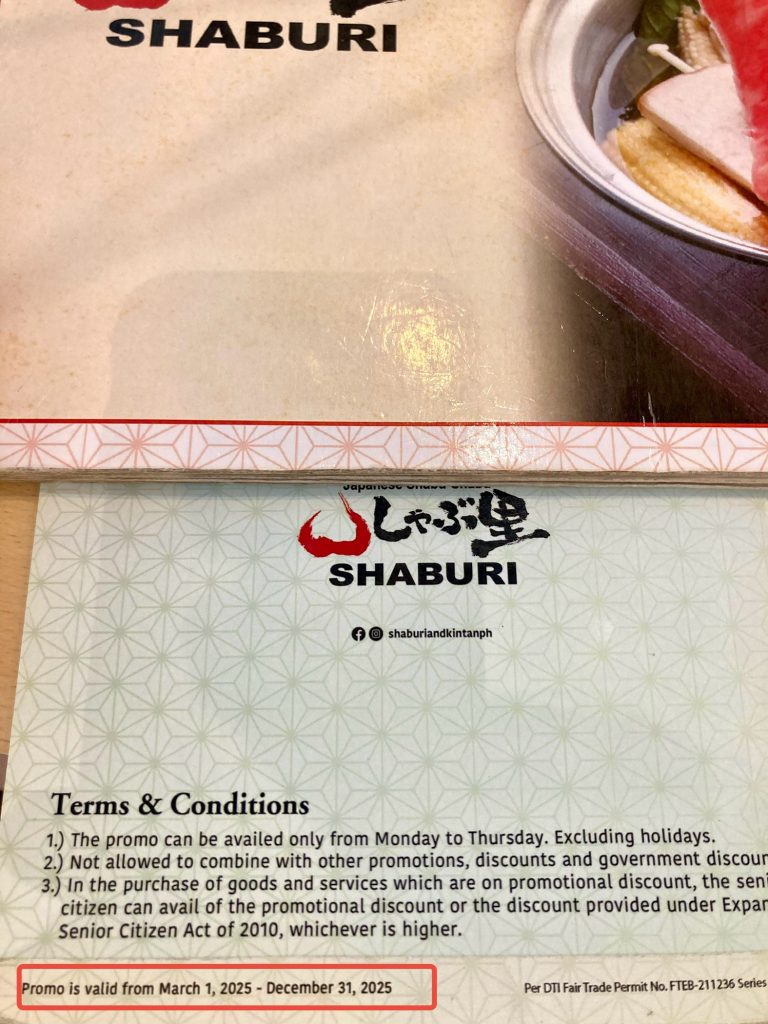 SHABURI
Japanese Shabu-Shabu
しゃぶ里
SHABURI
shaburiandkintanph
Terms & Conditions
1.) The promo can be availed only from Monday to Thursday. Excluding holidays.
2.) Not allowed to combine with other promotions, discounts and government
3.) In the purchase of goods and services which are on promotional discount, the
citizen can avail of the promotional discount or the discount provided under
Senior Citizen Act of 2010, whichever is higher.
Promo is valid from March 1, 2025 - December 31, 2025
Per DTI Fair Trade Permit No. FTEB-211236 Series